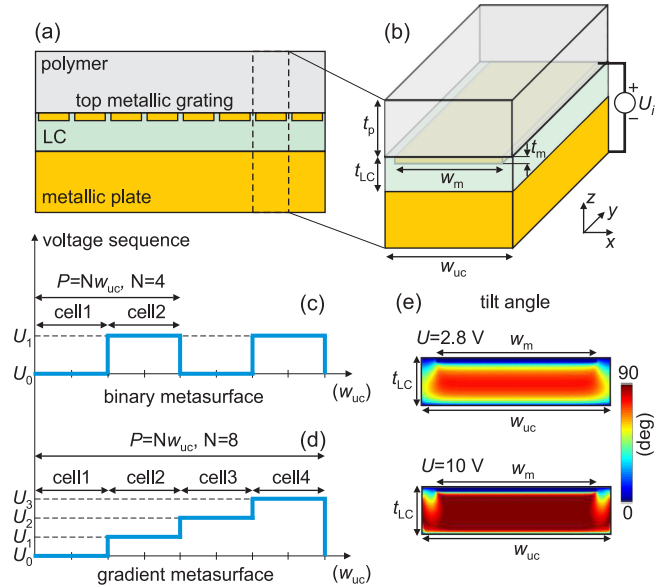 (a)
polymer
top metallic grating
LC
metallic plate
(b)
U_i
+
−
t_p
t_m
t_LC
w_m
w_uc
z
y
x
voltage sequence
P=Nw_uc, N=4
(c)
cell1 cell2
U_1
U_0
(w_uc)
binary metasurface
P=Nw_uc, N=8
(d)
cell1 cell2 cell3 cell4
U_3
U_2
U_1
U_0
(w_uc)
gradient metasurface
(e)
tilt angle
U=2.8 V
w_m
t_LC
w_uc
U=10 V
w_m
t_LC
w_uc
90
0
(deg)